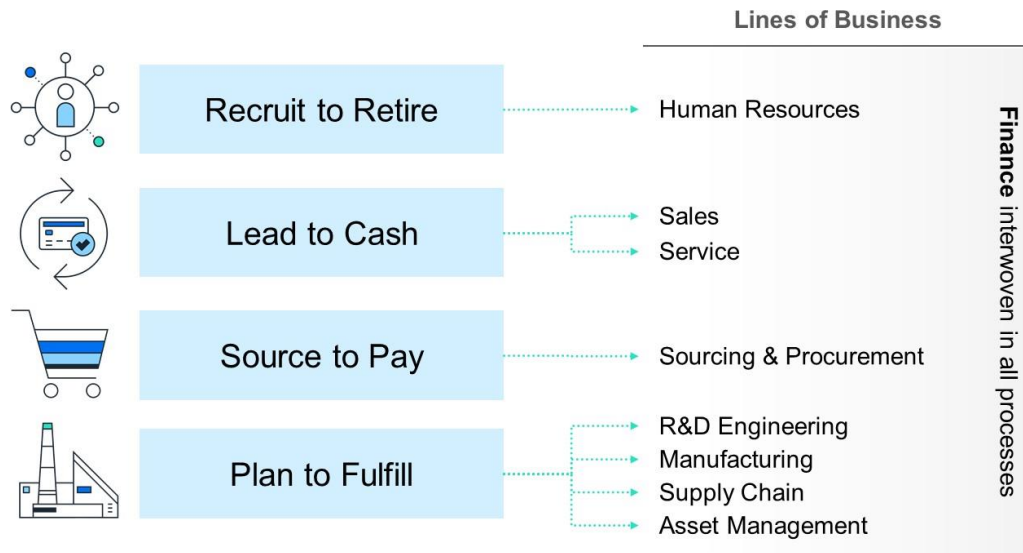 Lines of Business
Recruit to Retire
Human Resources
Lead to Cash
Sales
Service
Source to Pay
Sourcing & Procurement
Plan to Fulfill
R&D Engineering
Manufacturing
Supply Chain
Asset Management
Finance interwoven in all processes